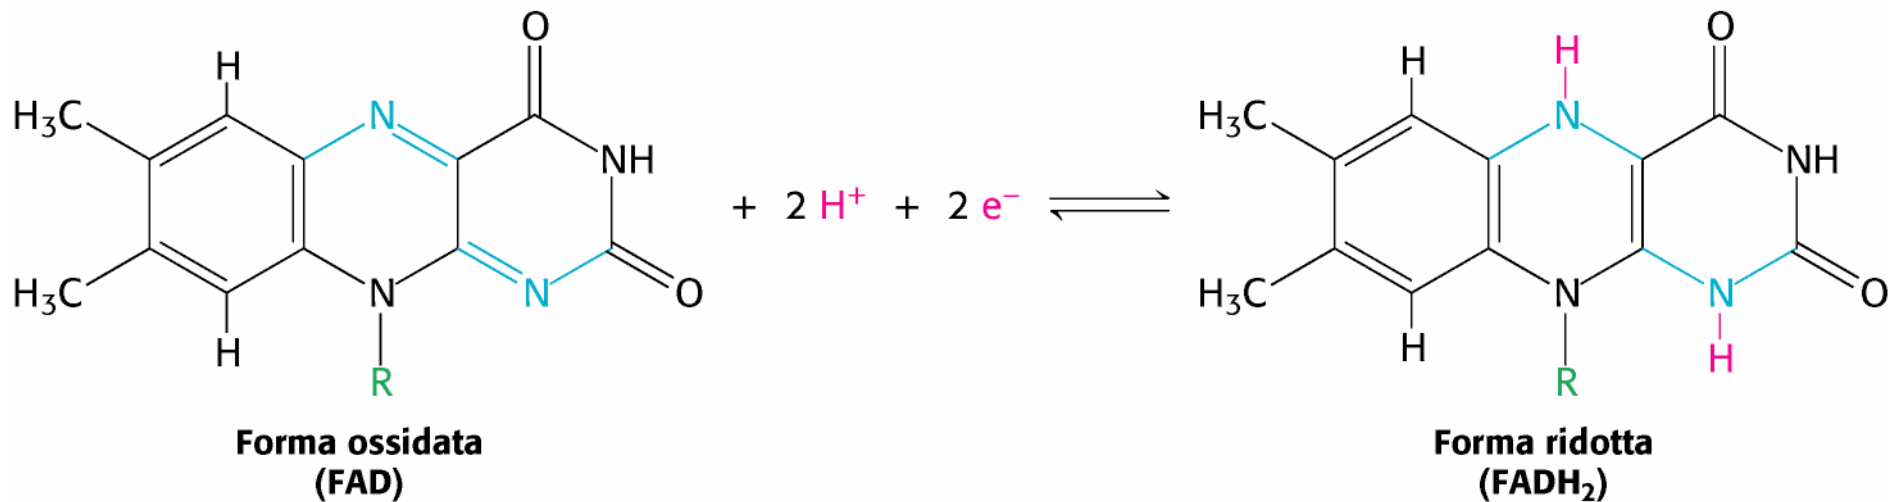 O
O
H
H
H
H₃C
N
H₃C
N
NH
NH
+ 2 H⁺ + 2 e⁻
H₃C
N
N
O
H₃C
N
N
O
H
H
H
R
R
Forma ossidata
(FAD)
Forma ridotta
(FADH₂)